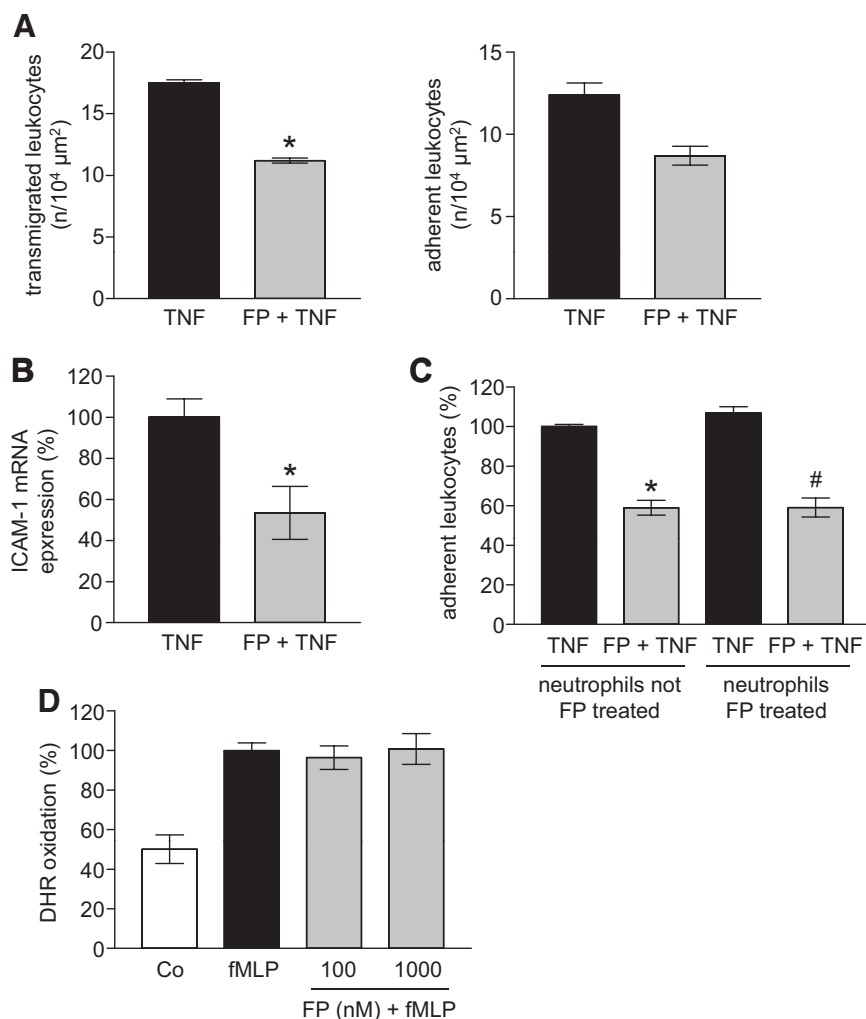 A
transmigrated leukocytes
(n/10⁴ µm²)
20
15
10
5
0
*
TNF
FP + TNF
adherent leukocytes
(n/10⁴ µm²)
15
10
5
0
TNF
FP + TNF
B
ICAM-1 mRNA
epxression (%)
120
100
80
60
40
20
0
*
TNF
FP + TNF
C
adherent leukocytes (%)
120
100
80
60
40
20
0
*
#
TNF FP + TNF TNF FP + TNF
neutrophils not
FP treated
neutrophils
FP treated
D
DHR oxidation (%)
120
100
80
60
40
20
0
Co fMLP 100 1000
FP (nM) + fMLP